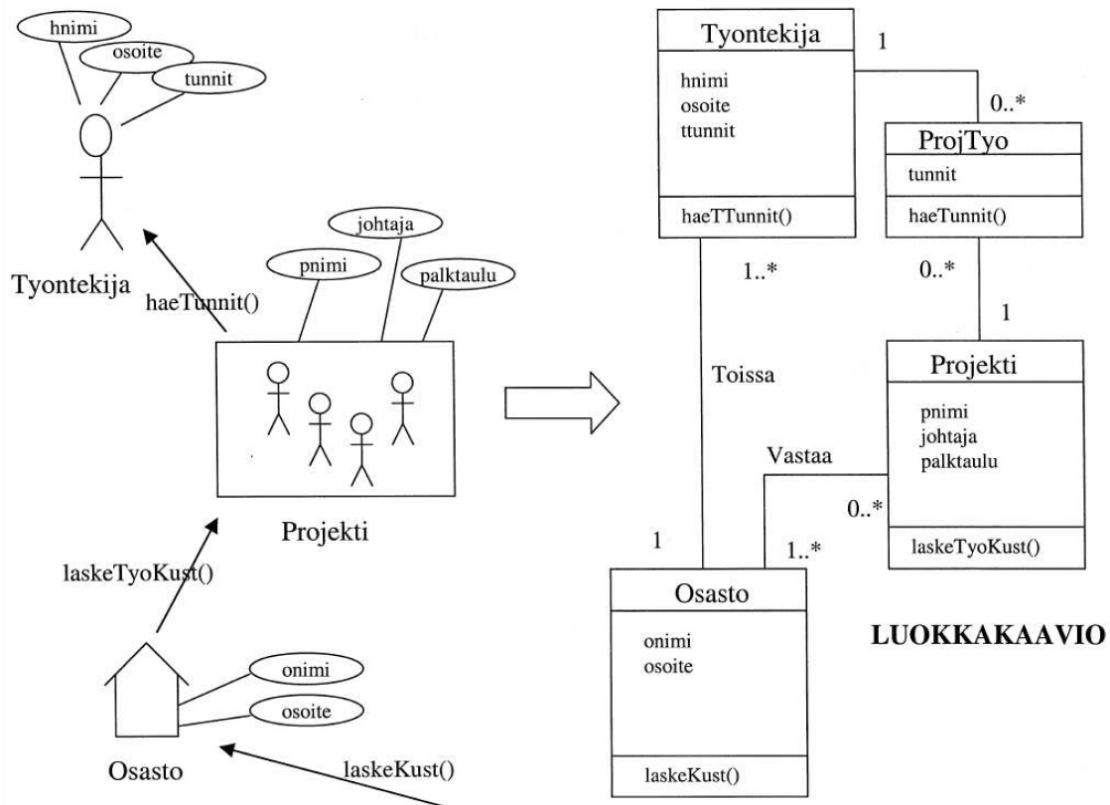 hnimi
osoite
tunnit
Tyontekija
haeTunnit()
johtaja
pnimi
palktaulu
Projekti
laskeTyoKust()
onimi
osoite
Osasto
laskeKust()
Tyontekija
hnimi
osoite
ttunnit
haeTTunnit()
1
0..*
ProjTyo
tunnit
haeTunnit()
1..*
0..*
1
Toissa
Projekti
pnimi
johtaja
palktaulu
laskeTyoKust()
Vastaa
0..*
1
1..*
Osasto
onimi
osoite
laskeKust()
LUOKKAKAAVIO